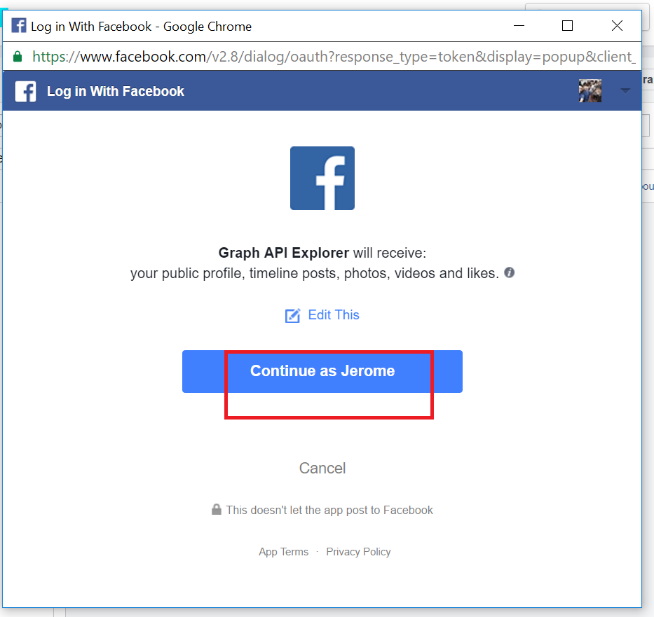 Log in With Facebook - Google Chrome
https://www.facebook.com/v2.8/dialog/oauth?response_type=token&display=popup&client_
Log in With Facebook
Graph API Explorer will receive:
your public profile, timeline posts, photos, videos and likes.
Edit This
Continue as Jerome
Cancel
This doesn't let the app post to Facebook
App Terms · Privacy Policy